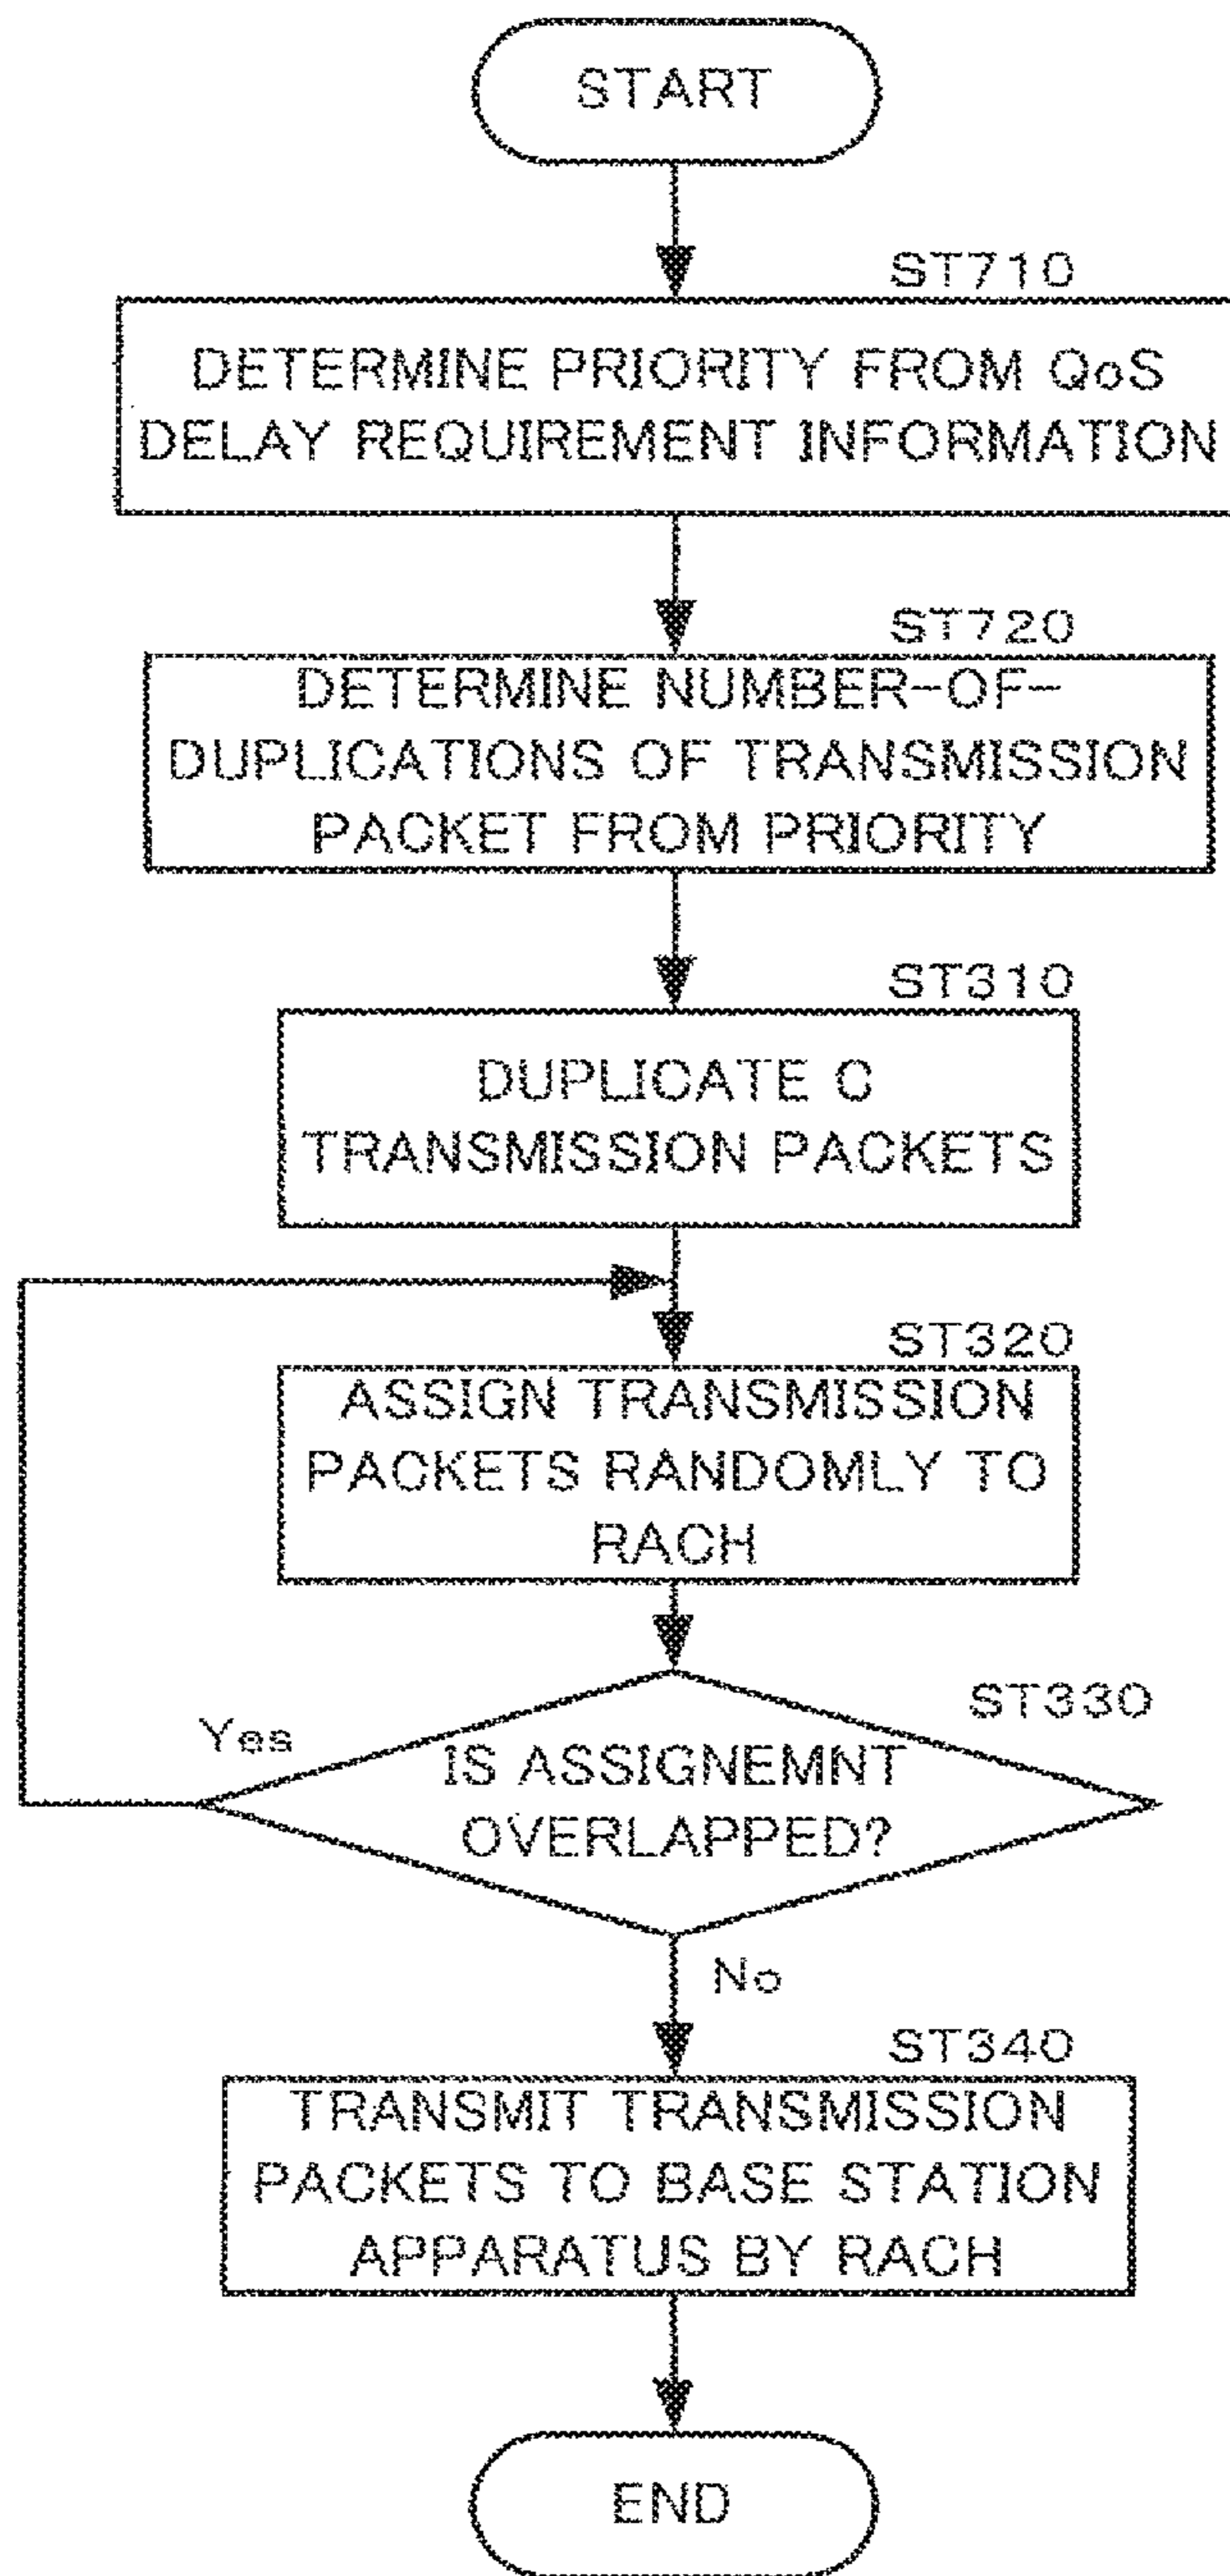 START
ST710
DETERMINE PRIORITY FROM QoS
DELAY REQUIREMENT INFORMATION
ST720
DETERMINE NUMBER-OF-
DUPLICATIONS OF TRANSMISSION
PACKET FROM PRIORITY
ST310
DUPLICATE C
TRANSMISSION PACKETS
ST320
ASSIGN TRANSMISSION
PACKETS RANDOMLY TO
RACH
ST330
Yes
IS ASSIGNEMNT
OVERLAPPED?
No
ST340
TRANSMIT TRANSMISSION
PACKETS TO BASE STATION
APPARATUS BY RACH
END